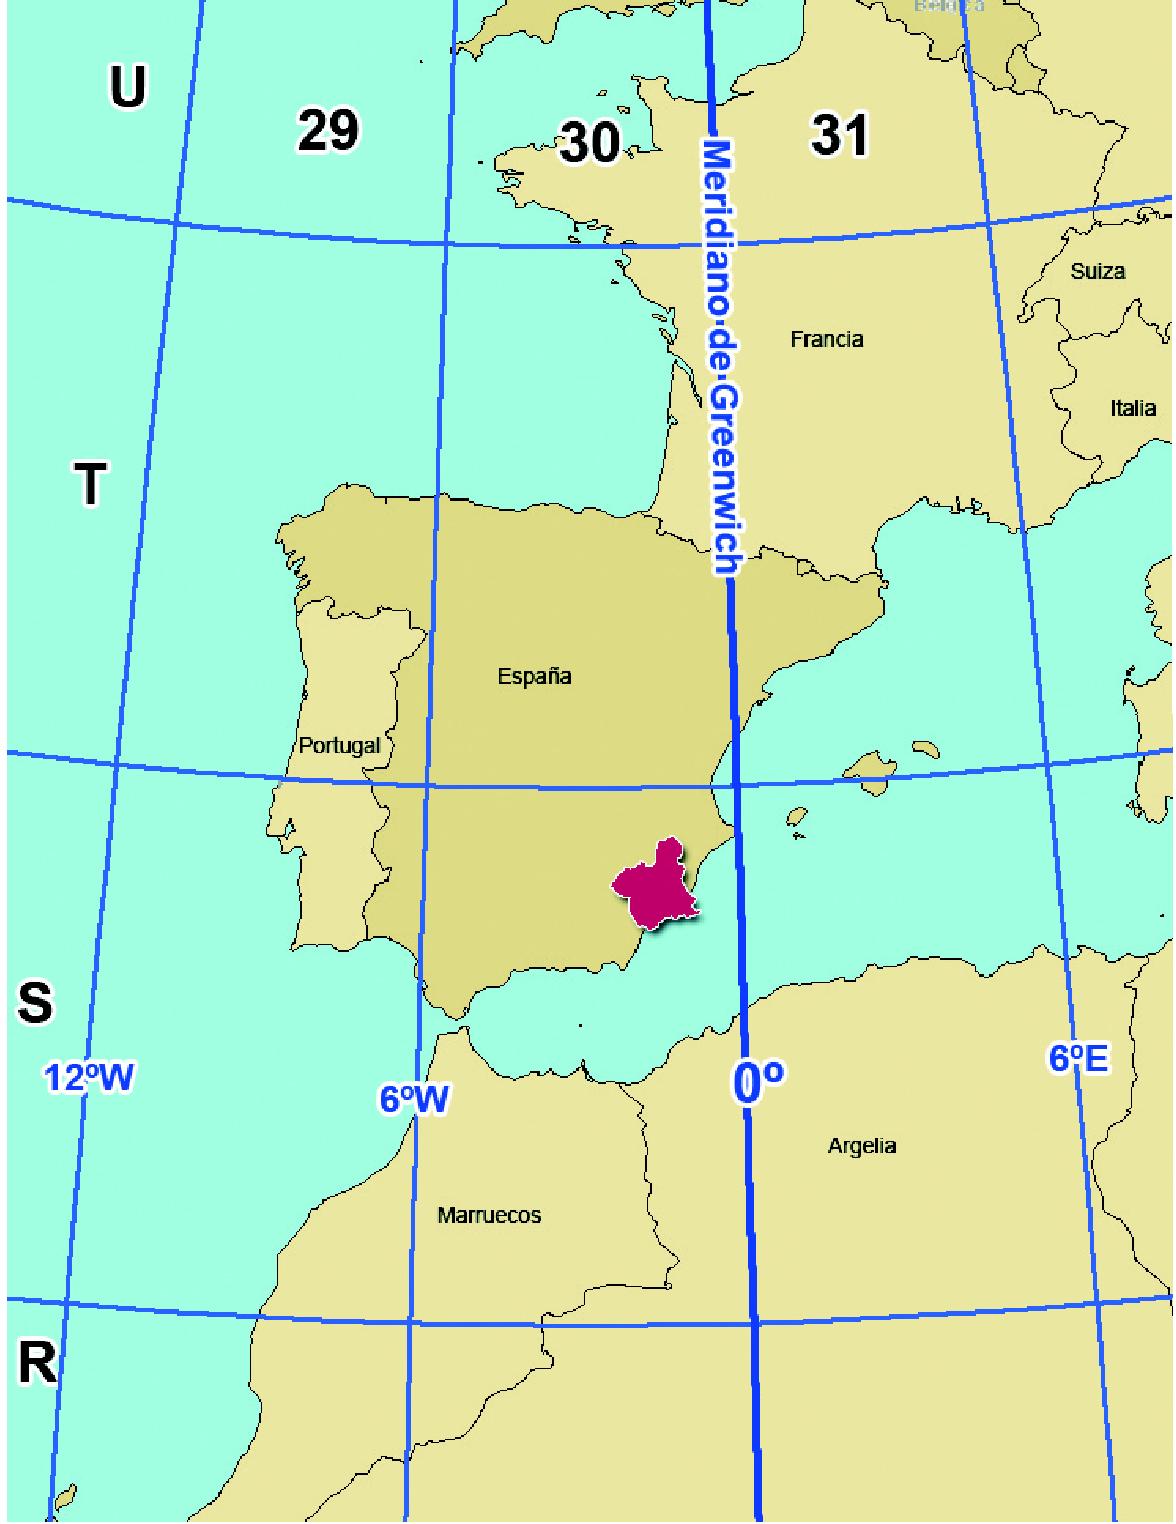 Bélgica
U
29
30
31
Meridiano·de·Greenwich
Suiza
Francia
Italia
T
España
Portugal
S
12ºW
6ºW
0º
6ºE
Argelia
Marruecos
R